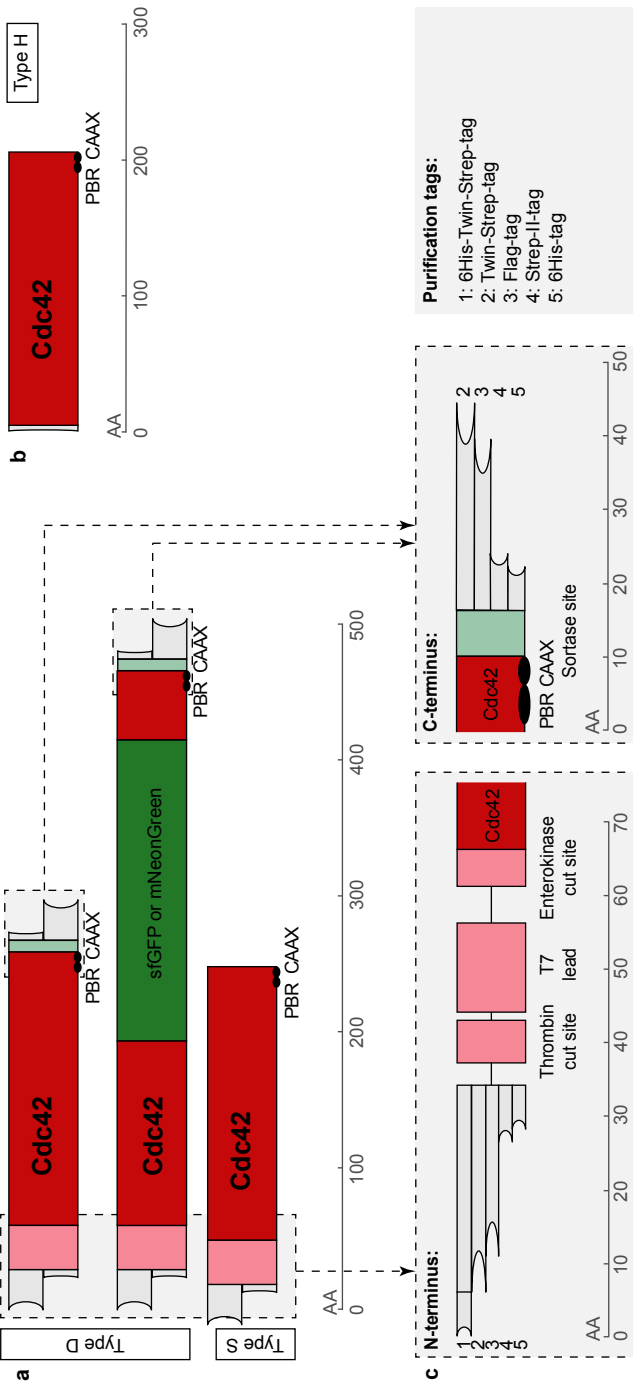 a
Type D
Cdc42
PBR CAAX
Cdc42
sfGFP or mNeonGreen
PBR CAAX
Type S
Cdc42
PBR CAAX
AA
0
100
200
300
400
500
b
Type H
Cdc42
PBR CAAX
AA
0
100
200
300
c
N-terminus:
1
2
3
4
5
Thrombin
cut site
T7
lead
Enterokinase
cut site
Cdc42
AA
0
10
20
30
40
50
60
70
C-terminus:
Cdc42
PBR CAAX
Sortase site
2
3
4
5
AA
0
10
20
30
40
50
Purification tags:
1: 6His-Twin-Strep-tag
2: Twin-Strep-tag
3: Flag-tag
4: Strep-II-tag
5: 6His-tag